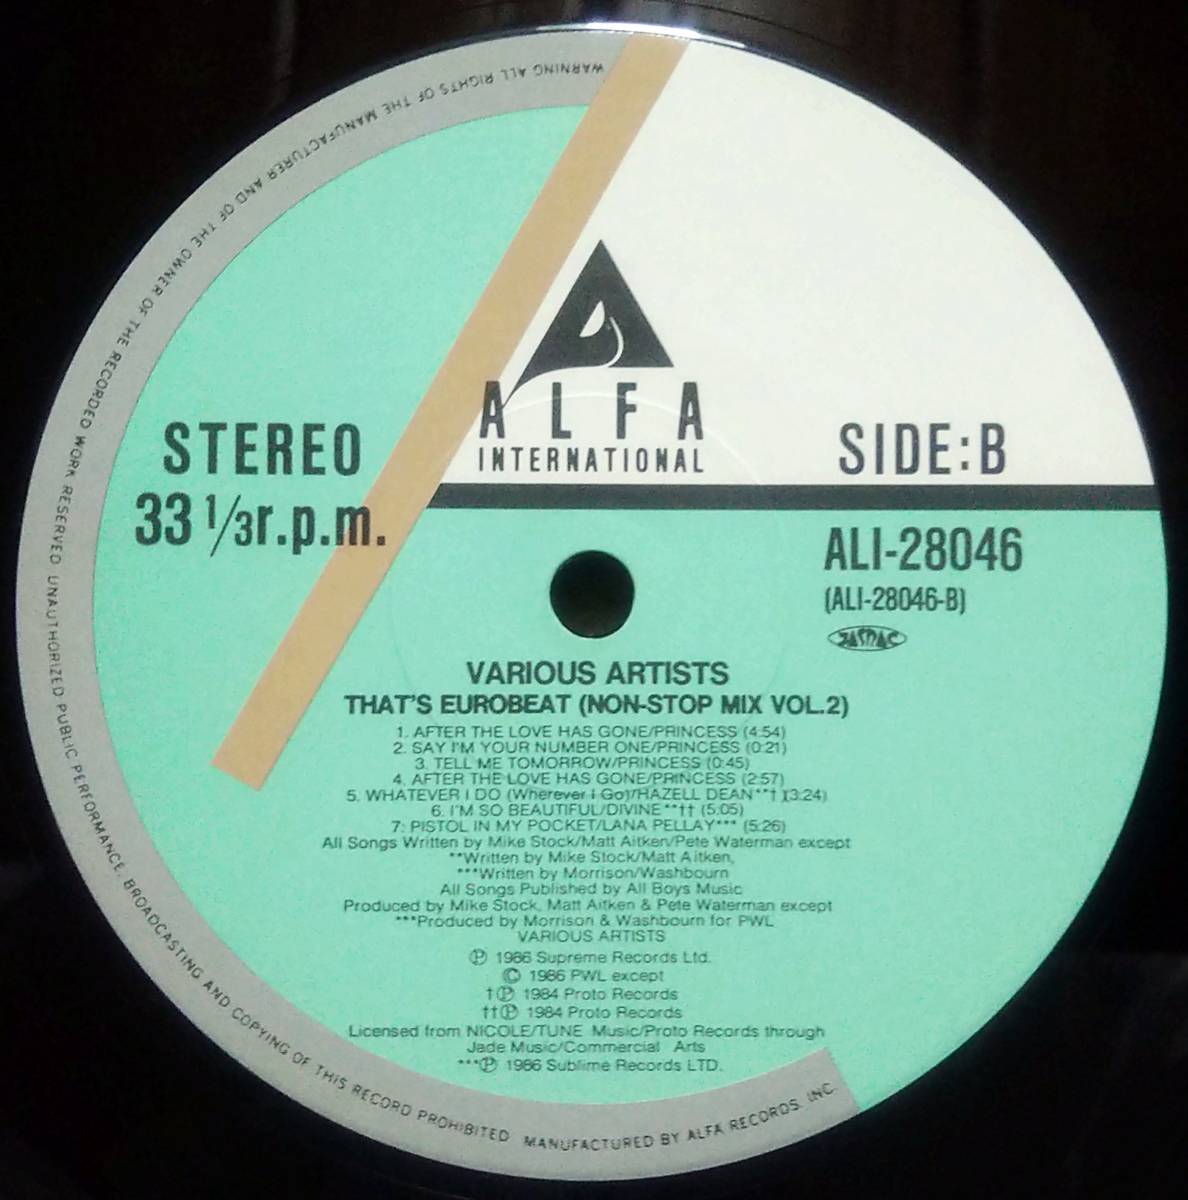 WARNING ALL RIGHTS OF THE MANUFACTURER AND OF THE OWNER OF THE RECORDED WORK RESERVED UNAUTHORIZED PUBLIC PERFORMANCE, BROADCASTING AND COPYING OF THIS RECORD PROHIBITED MANUFACTURED BY ALFA RECORDS, INC.
ALFA
INTERNATIONAL
STEREO
33 1/3r.p.m.
SIDE:B
ALI-28046
(ALI-28046-B)
JASRAC
VARIOUS ARTISTS
THAT'S EUROBEAT (NON-STOP MIX VOL.2)
1. AFTER THE LOVE HAS GONE/PRINCESS (4:54)
2. SAY I'M YOUR NUMBER ONE/PRINCESS (0:21)
3. TELL ME TOMORROW/PRINCESS (0:45)
4. AFTER THE LOVE HAS GONE/PRINCESS (2:57)
5. WHATEVER I DO (Wherever I Go)/HAZELL DEAN**† (3:24)
6. I'M SO BEAUTIFUL/DIVINE**†† (5:05)
7: PISTOL IN MY POCKET/LANA PELLAY*** (5:26)
All Songs Written by Mike Stock/Matt Aitken/Pete Waterman except
**Written by Mike Stock/Matt Aitken,
***Written by Morrison/Washbourn
All Songs Published by All Boys Music
Produced by Mike Stock, Matt Aitken & Pete Waterman except
***Produced by Morrison & Washbourn for PWL
VARIOUS ARTISTS
Ⓟ 1986 Supreme Records Ltd.
© 1986 PWL except
†Ⓟ 1984 Proto Records
††Ⓟ 1984 Proto Records
Licensed from NICOLE/TUNE Music/Proto Records through
Jade Music/Commercial Arts
***Ⓟ 1986 Sublime Records LTD.